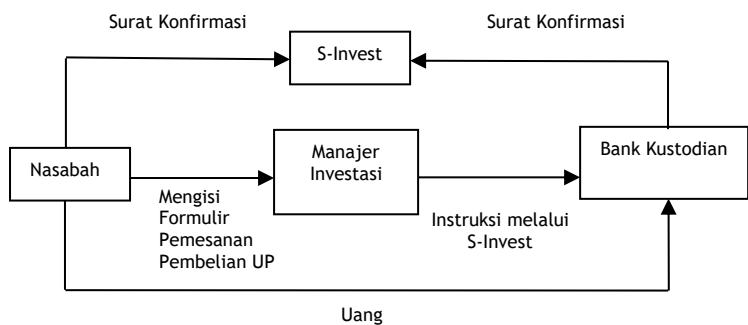 Surat Konfirmasi
Surat Konfirmasi
S-Invest
Nasabah
Manajer
Investasi
Bank Kustodian
Mengisi
Formulir
Pemesanan
Pembelian UP
Instruksi melalui
S-Invest
Uang